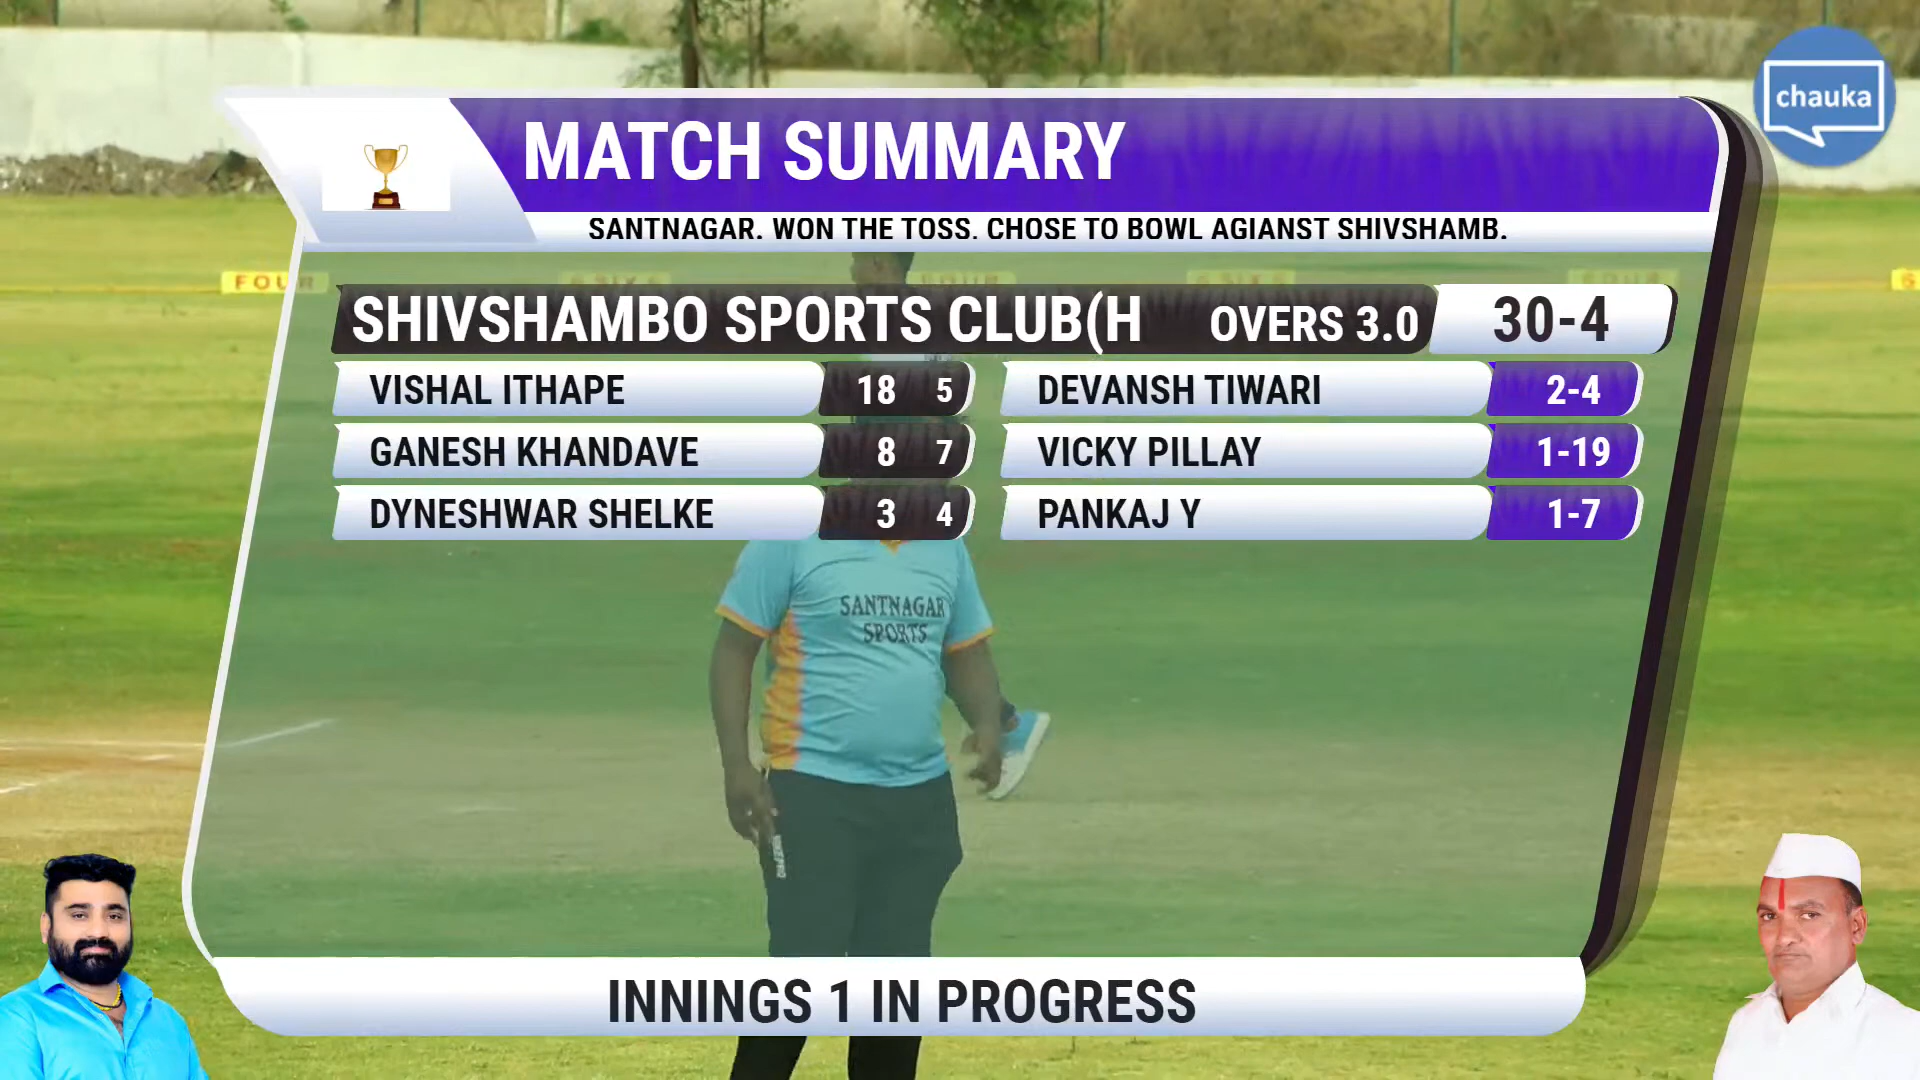 chauka
MATCH SUMMARY
SANTNAGAR. WON THE TOSS. CHOSE TO BOWL AGIANST SHIVSHAMB.
FOUR
SHIVSHAMBO SPORTS CLUB(H OVERS 3.0 30-4
VISHAL ITHAPE 18 5 DEVANSH TIWARI 2-4
GANESH KHANDAVE 8 7 VICKY PILLAY 1-19
DYNESHWAR SHELKE 3 4 PANKAJ Y 1-7
SANTNAGAR
SPORTS
INNINGS 1 IN PROGRESS